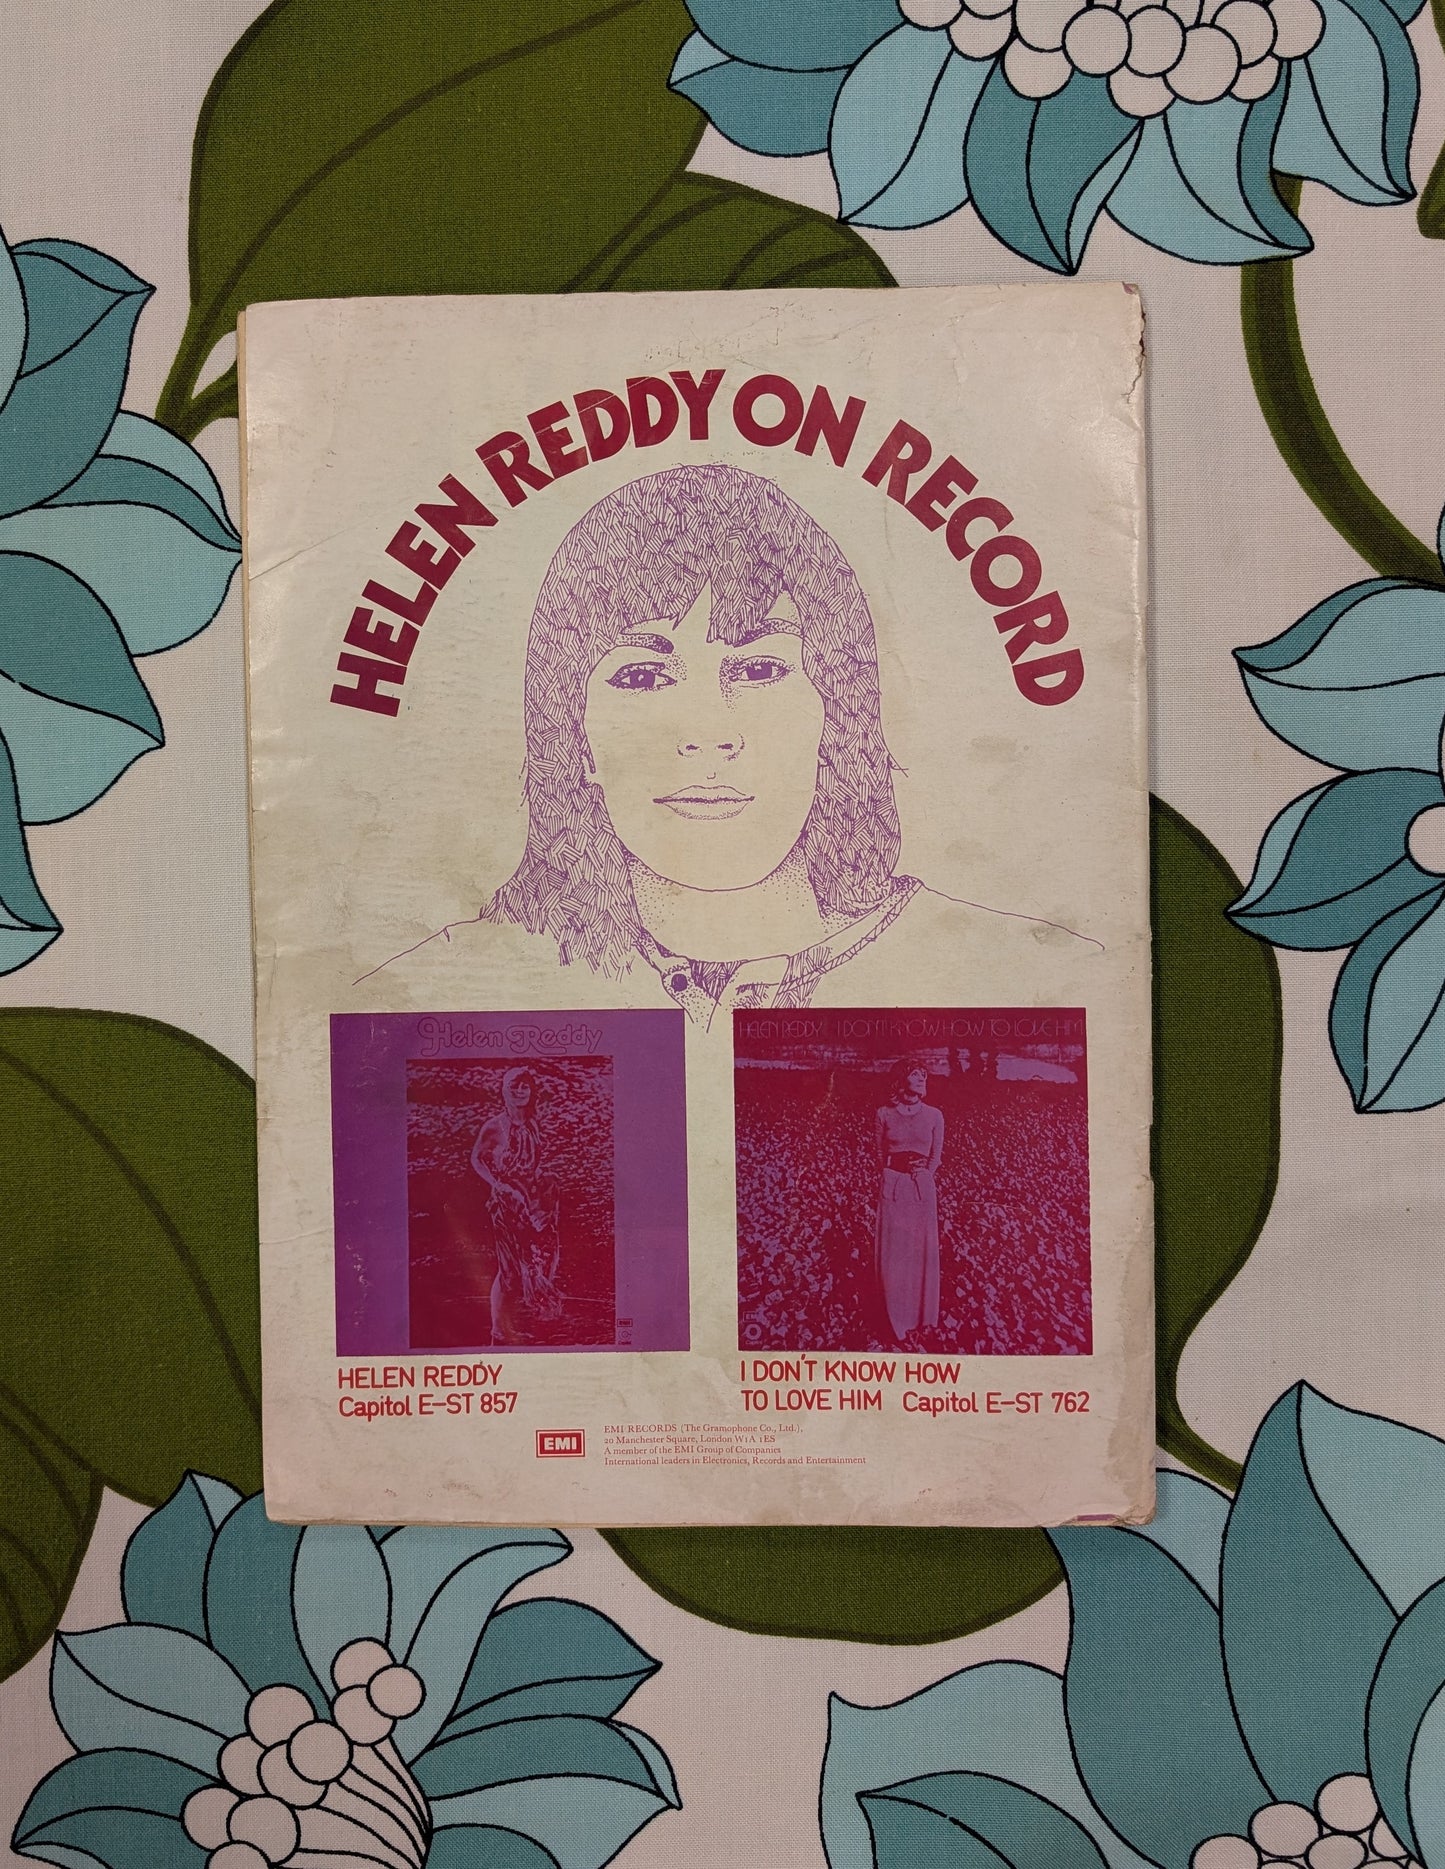 HELEN REDDY ON RECORD
Helen Reddy
HELEN REDDY I DON'T KNOW HOW TO LOVE HIM
HELEN REDDY
Capitol E-ST 857
I DON'T KNOW HOW
TO LOVE HIM Capitol E-ST 762
EMI
EMI RECORDS (The Gramophone Co., Ltd.),
20 Manchester Square, London W1A 1ES
A member of the EMI Group of Companies
International leaders in Electronics, Records and Entertainment